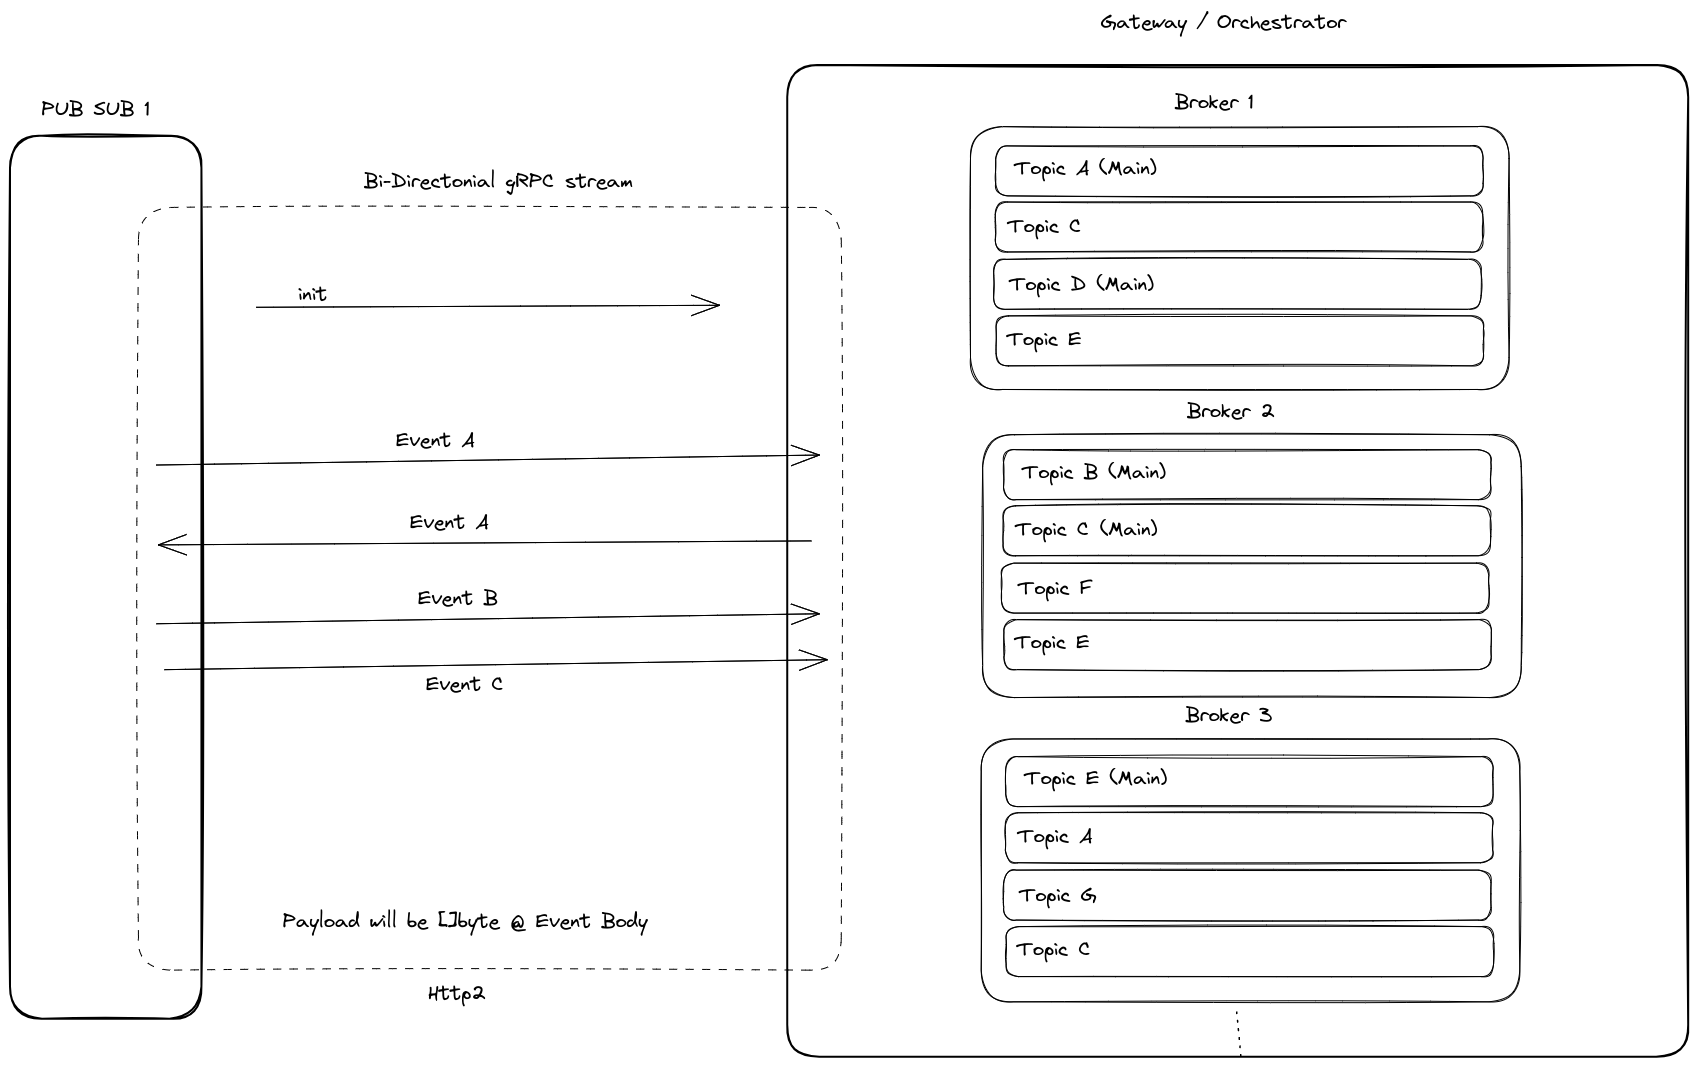 Gateway / Orchestrator
PUB SUB 1
Bi-Directonial gRPC stream
init
Event A
Event A
Event B
Event C
Payload will be []byte @ Event Body
Http2
Broker 1
Topic A (Main)
Topic C
Topic D (Main)
Topic E
Broker 2
Topic B (Main)
Topic C (Main)
Topic F
Topic E
Broker 3
Topic E (Main)
Topic A
Topic G
Topic C